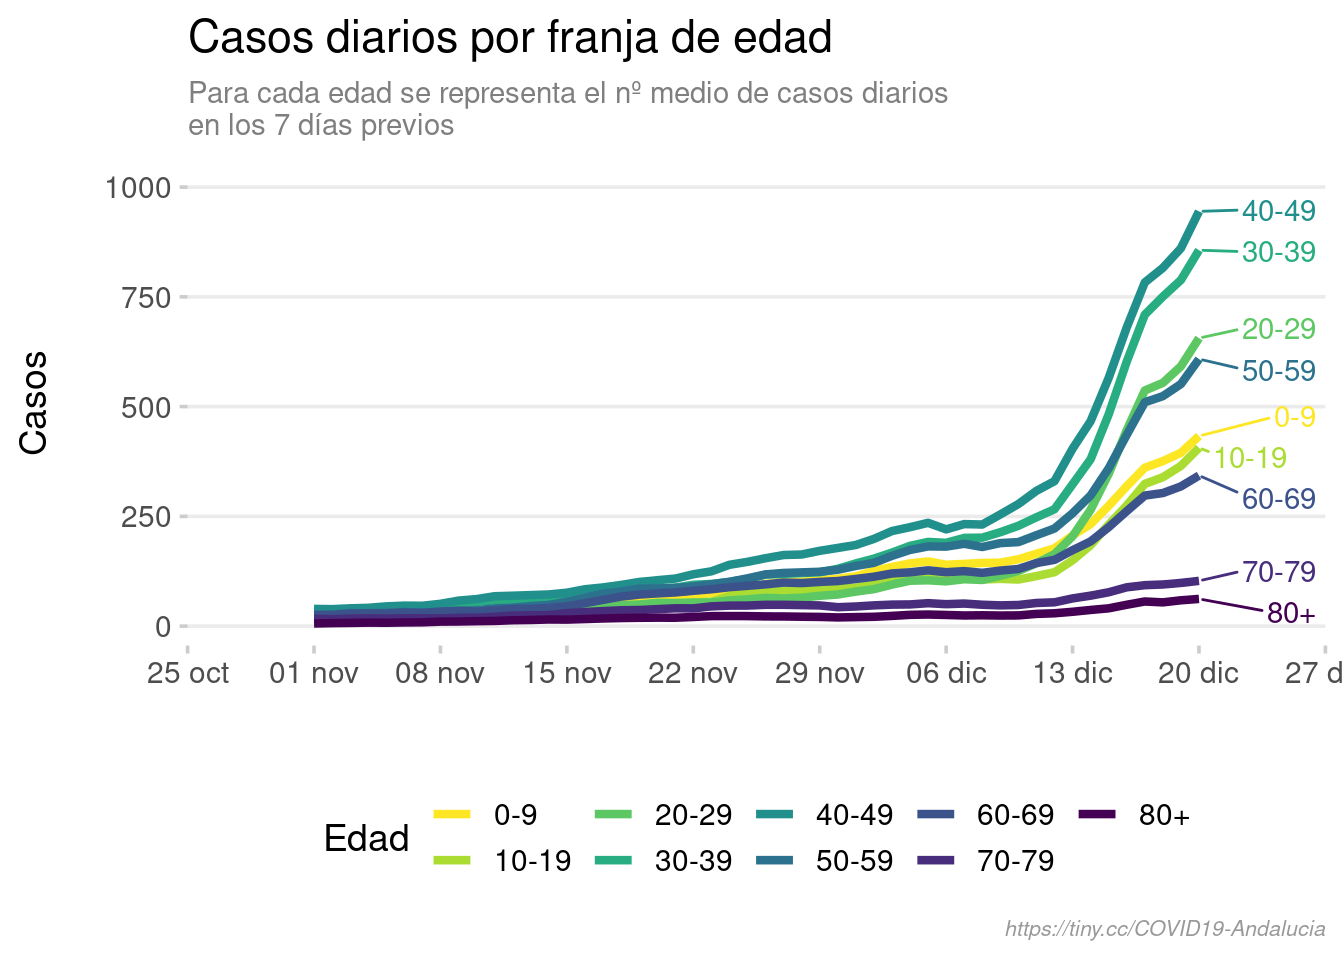 Casos diarios por franja de edad
Para cada edad se representa el nº medio de casos diarios
en los 7 días previos
Casos
1000
750
500
250
0
40-49
30-39
20-29
50-59
0-9
10-19
60-69
70-79
80+
25 oct 01 nov 08 nov 15 nov 22 nov 29 nov 06 dic 13 dic 20 dic 27 d
Edad
0-9 20-29 40-49 60-69 80+
10-19 30-39 50-59 70-79
https://tiny.cc/COVID19-Andalucia